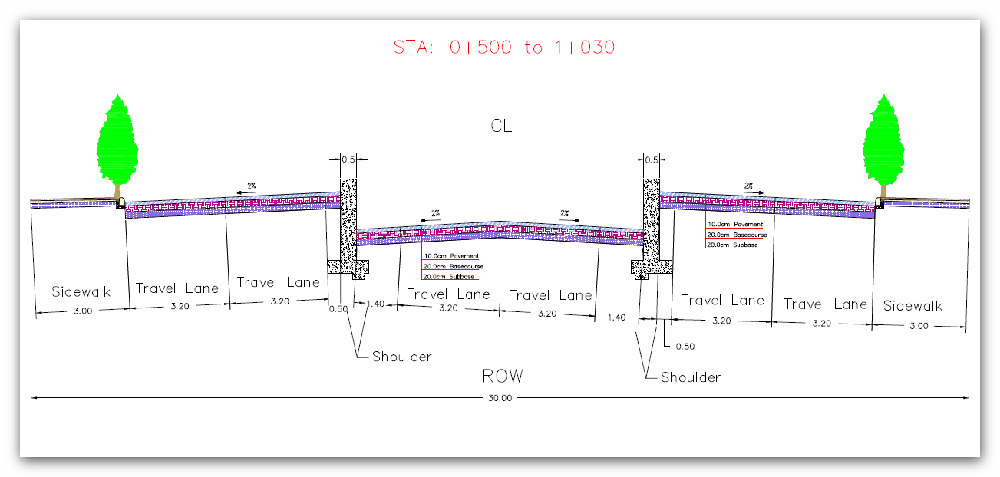 STA: 0+500 to 1+030
CL
0.5
0.5
2%
2%
2%
2%
10.0cm Pavement
20.0cm Basecourse
20.0cm Subbase
10.0cm Pavement
20.0cm Basecourse
20.0cm Subbase
Sidewalk
3.00
Travel Lane
3.20
Travel Lane
3.20
0.50
1.40
Travel Lane
3.20
Travel Lane
3.20
1.40
0.50
Travel Lane
3.20
Travel Lane
3.20
Sidewalk
3.00
Shoulder
Shoulder
ROW
30.00